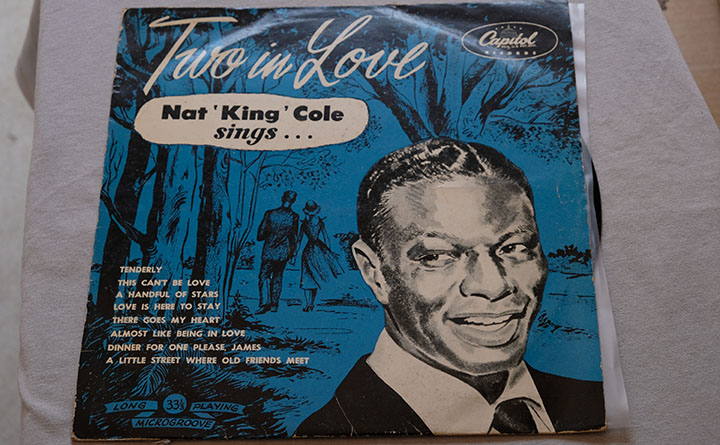 Two in Love
Capitol
RECORDS
Nat 'King' Cole
sings...
TENDERLY
THIS CAN'T BE LOVE
A HANDFUL OF STARS
LOVE IS HERE TO STAY
THERE GOES MY HEART
ALMOST LIKE BEING IN LOVE
DINNER FOR ONE PLEASE, JAMES
A LITTLE STREET WHERE OLD FRIENDS MEET
LONG 33⅓ PLAYING
MICROGROOVE